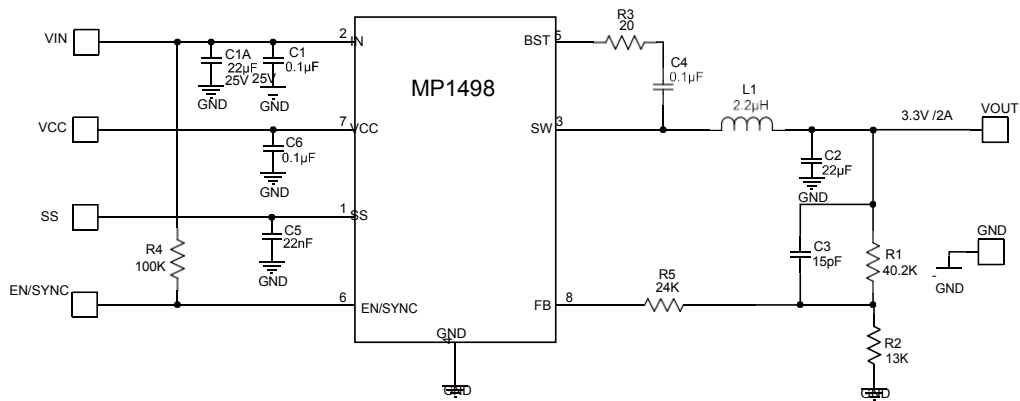 VIN
2
IN
C1A
22µF
25V
C1
0.1µF
25V
GND
GND
VCC
7
VCC
C6
0.1µF
GND
SS
1
SS
C5
22nF
GND
R4
100K
EN/SYNC
6
EN/SYNC
MP1498
GND
4
GND
BST
5
R3
20
C4
0.1µF
SW
3
L1
2.2µH
3.3V /2A
VOUT
C2
22µF
GND
C3
15pF
R1
40.2K
GND
GND
FB
8
R5
24K
R2
13K
GND